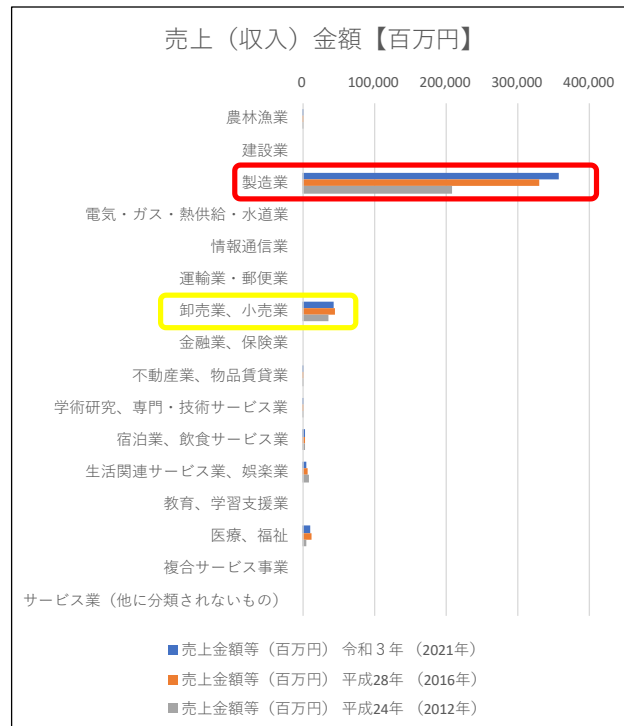 売上（収入）金額【百万円】
0 100,000 200,000 300,000 400,000
農林漁業
建設業
製造業
電気・ガス・熱供給・水道業
情報通信業
運輸業・郵便業
卸売業、小売業
金融業、保険業
不動産業、物品賃貸業
学術研究、専門・技術サービス業
宿泊業、飲食サービス業
生活関連サービス業、娯楽業
教育、学習支援業
医療、福祉
複合サービス事業
サービス業（他に分類されないもの）
売上金額等（百万円） 令和３年 （2021年）
売上金額等（百万円） 平成28年 （2016年）
売上金額等（百万円） 平成24年 （2012年）